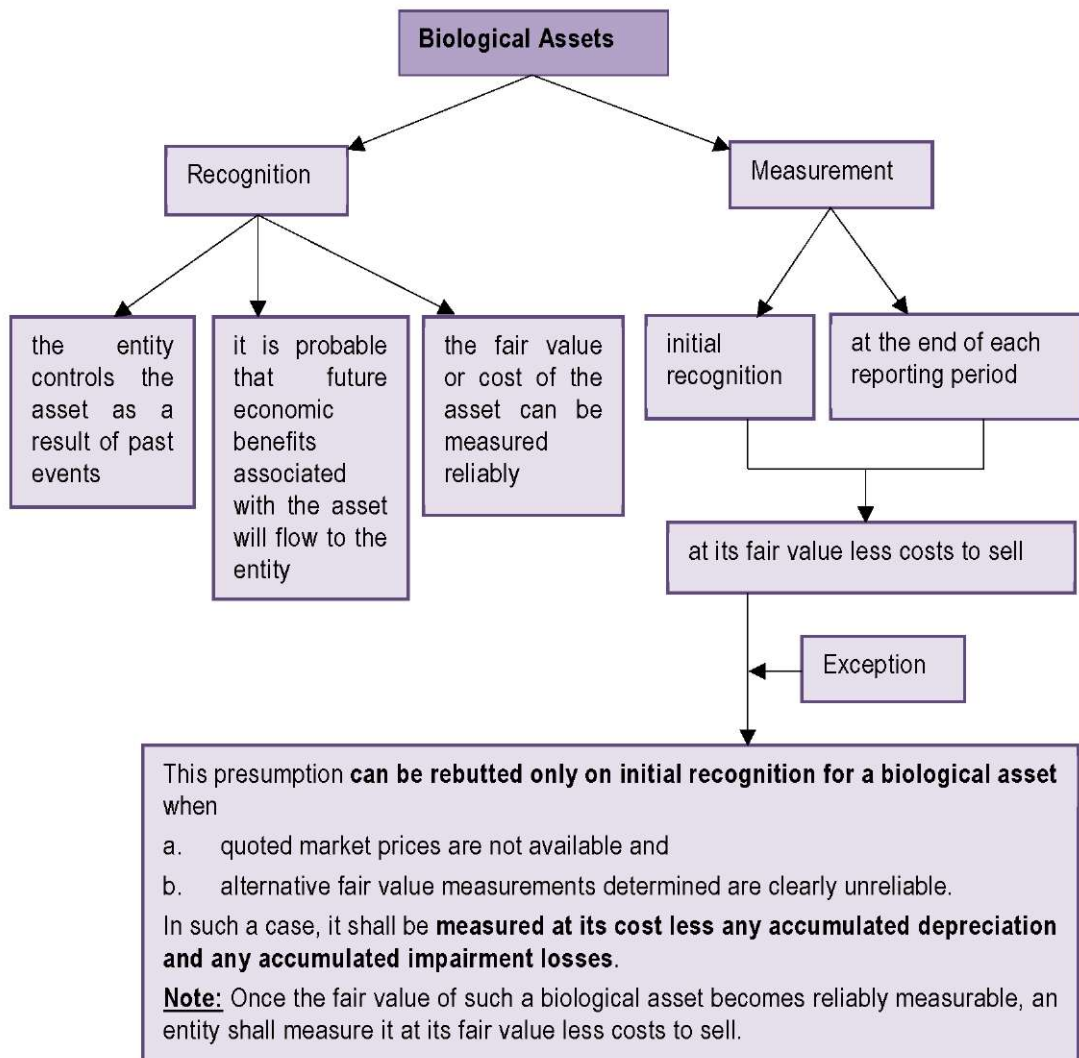 Biological Assets
Recognition
Measurement
the entity
controls the
asset as a
result of past
events
it is probable
that future
economic
benefits
associated
with the asset
will flow to the
entity
the fair value
or cost of the
asset can be
measured
reliably
initial
recognition
at the end of each
reporting period
at its fair value less costs to sell
Exception
This presumption can be rebutted only on initial recognition for a biological asset
when
a. quoted market prices are not available and
b. alternative fair value measurements determined are clearly unreliable.
In such a case, it shall be measured at its cost less any accumulated depreciation
and any accumulated impairment losses.
Note: Once the fair value of such a biological asset becomes reliably measurable, an
entity shall measure it at its fair value less costs to sell.